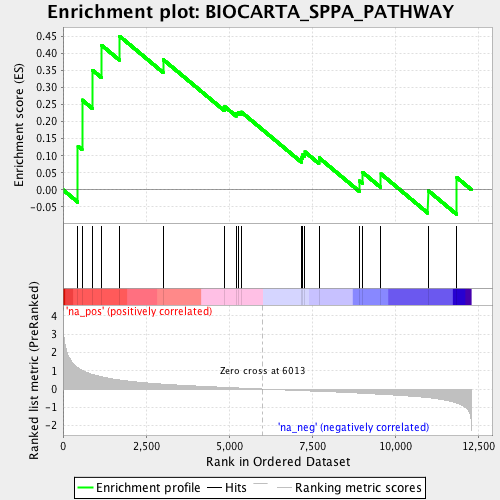 Enrichment plot: BIOCARTA_SPPA_PATHWAY
Enrichment score (ES)
0.45
0.40
0.35
0.30
0.25
0.20
0.15
0.10
0.05
0.00
-0.05
'na_pos' (positively correlated)
Ranked list metric (PreRanked)
4
3
2
1
0
-1
-2
Zero cross at 6013
'na_neg' (negatively correlated)
0
2,500
5,000
7,500
10,000
12,500
Rank in Ordered Dataset
Enrichment profile
Hits
Ranking metric scores